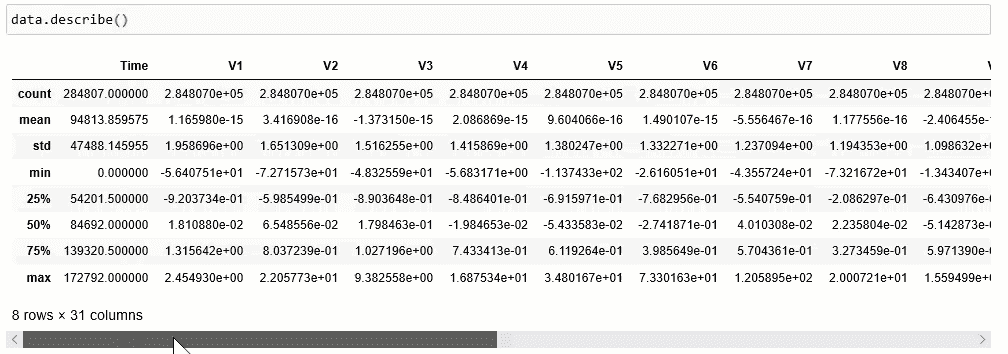 data.describe()
Time V1 V2 V3 V4 V5 V6 V7 V8
count 284807.000000 2.848070e+05 2.848070e+05 2.848070e+05 2.848070e+05 2.848070e+05 2.848070e+05 2.848070e+05 2.848070e+05 2.848070e+
mean 94813.859575 1.165980e-15 3.416908e-16 -1.373150e-15 2.086869e-15 9.604066e-16 1.490107e-15 -5.556467e-16 1.177556e-16 -2.406455e-
std 47488.145955 1.958696e+00 1.651309e+00 1.516255e+00 1.415869e+00 1.380247e+00 1.332271e+00 1.237094e+00 1.194353e+00 1.098632e+
min 0.000000 -5.640751e+01 -7.271573e+01 -4.832559e+01 -5.683171e+00 -1.137433e+02 -2.616051e+01 -4.355724e+01 -7.321672e+01 -1.343407e+
25% 54201.500000 -9.203734e-01 -5.985499e-01 -8.903648e-01 -8.486401e-01 -6.915971e-01 -7.682956e-01 -5.540759e-01 -2.086297e-01 -6.430976e-
50% 84692.000000 1.810880e-02 6.548556e-02 1.798463e-01 -1.984653e-02 -5.433583e-02 -2.741871e-01 4.010308e-02 2.235804e-02 -5.142873e-
75% 139320.500000 1.315642e+00 8.037239e-01 1.027196e+00 7.433413e-01 6.119264e-01 3.985649e-01 5.704361e-01 3.273459e-01 5.971390e-
max 172792.000000 2.454930e+00 2.205773e+01 9.382558e+00 1.687534e+01 3.480167e+01 7.330163e+01 1.205895e+02 2.000721e+01 1.559499e+
8 rows × 31 columns